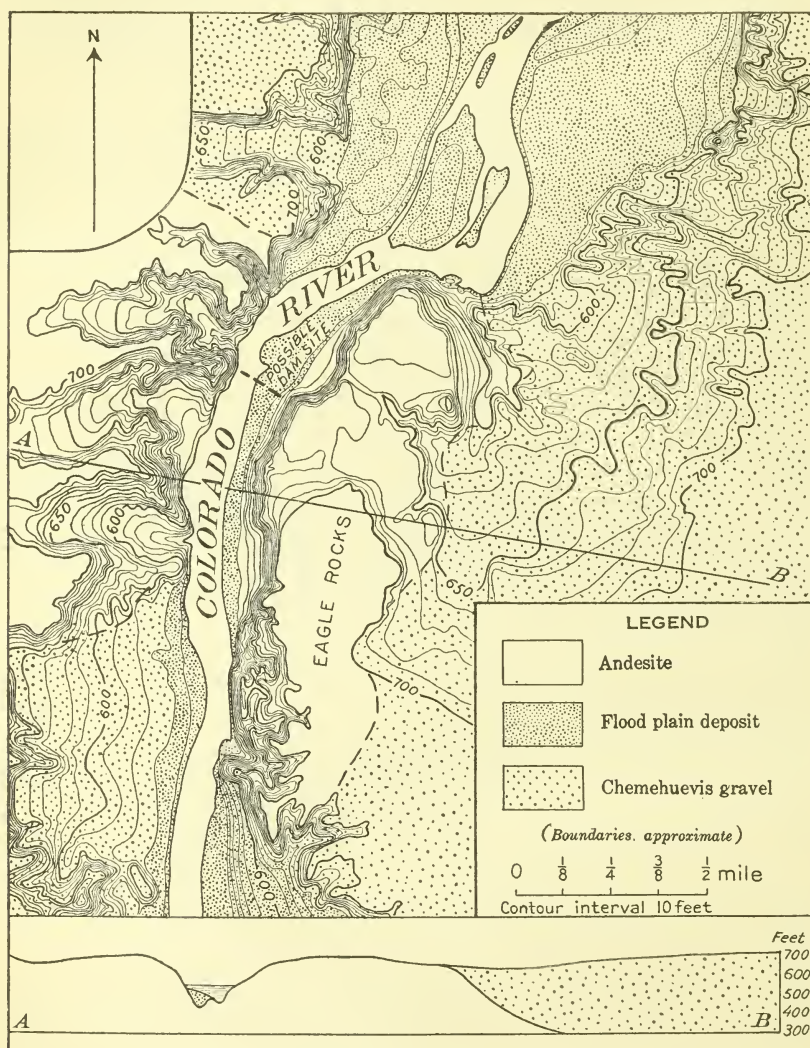 N
650
600
700
RIVER
POSSIBLE
DAM SITE
600
700
A
COLORADO
700
650
600
EAGLE ROCKS
B
650
600
700
600
LEGEND
Andesite
Flood plain deposit
Chemehuevis gravel
(Boundaries. approximate)
0 1/8 1/4 3/8 1/2 mile
Contour interval 10 feet
Feet
700
600
500
400
A B 300